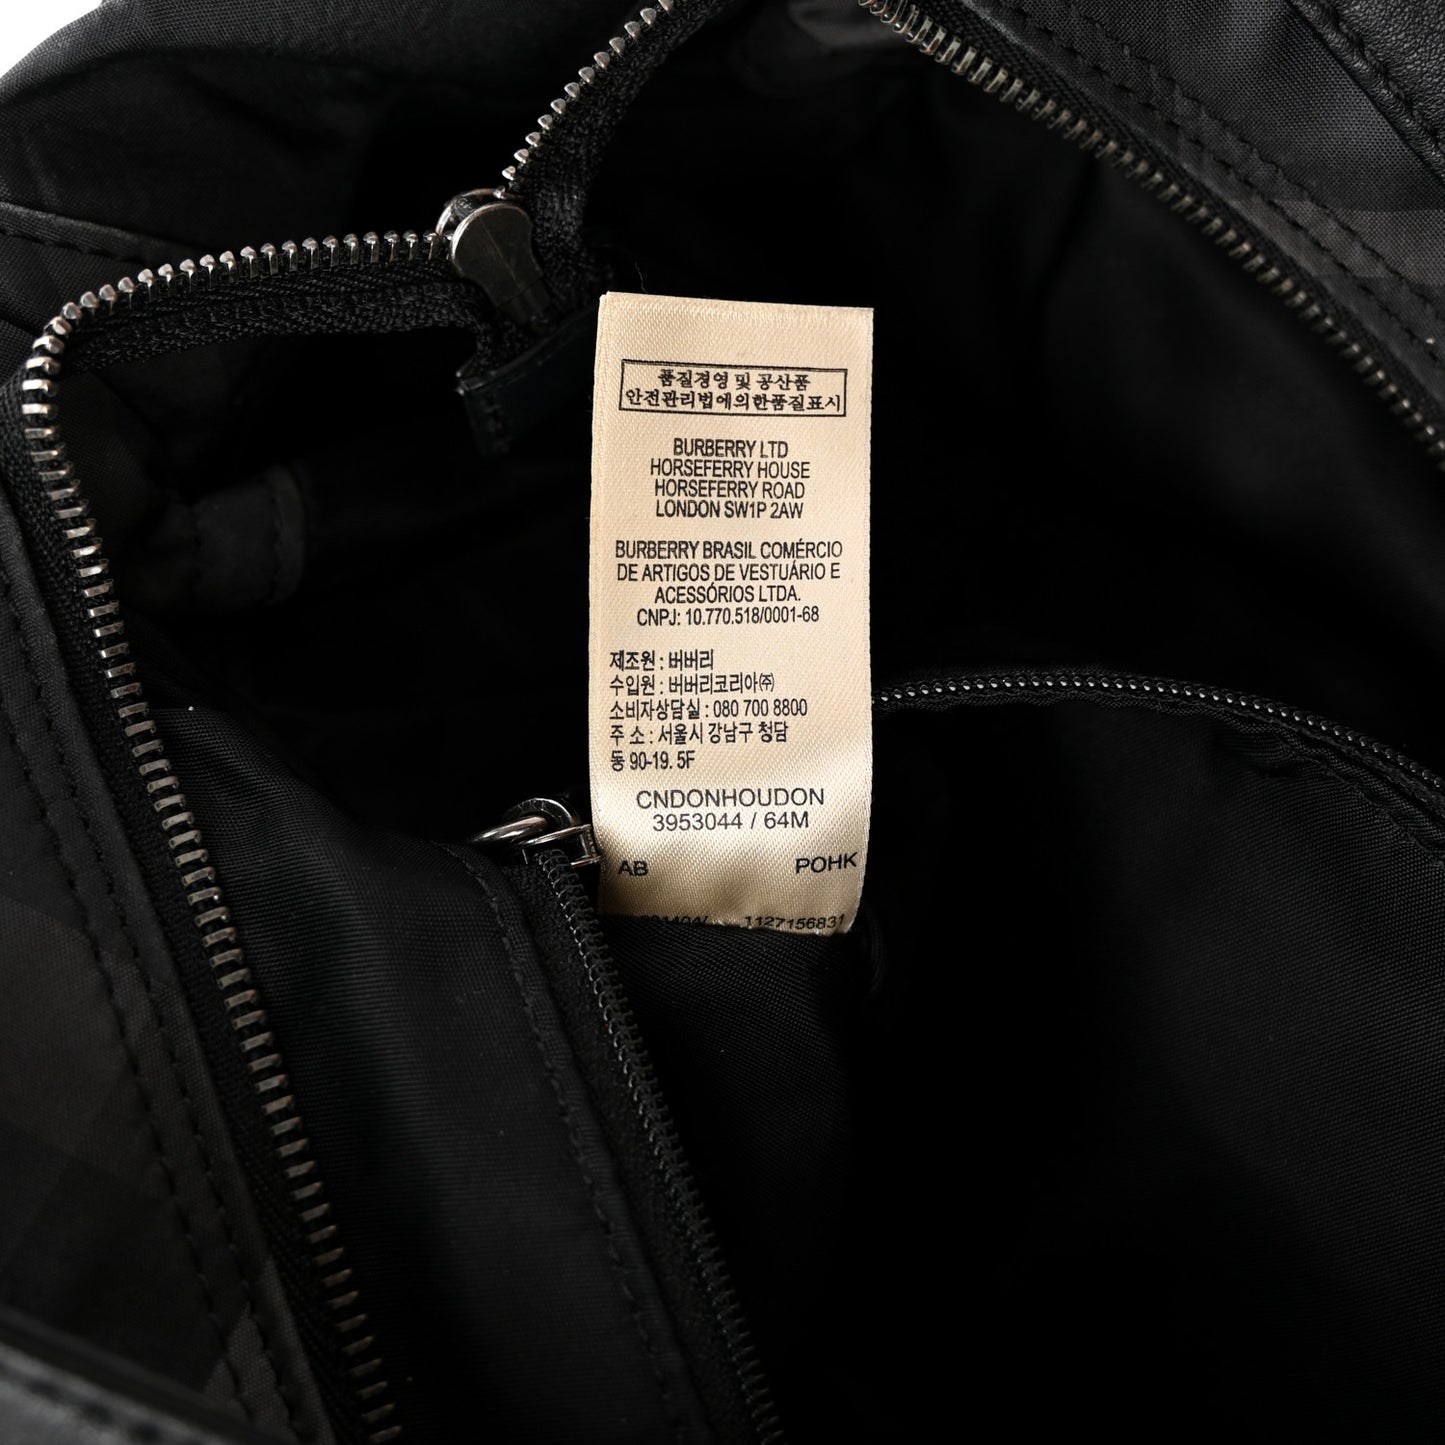 품질경영 및 공산품
안전관리법에의한품질표시
BURBERRY LTD
HORSEFERRY HOUSE
HORSEFERRY ROAD
LONDON SW1P 2AW
BURBERRY BRASIL COMÉRCIO
DE ARTIGOS DE VESTUÁRIO E
ACESSÓRIOS LTDA.
CNPJ: 10.770.518/0001-68
제조원 : 버버리
수입원 : 버버리코리아㈜
소비자상담실 : 080 700 8800
주 소 : 서울시 강남구 청담
동 90-19. 5F
CNDONHOUDON
3953044 / 64M
AB POHK
1127156831